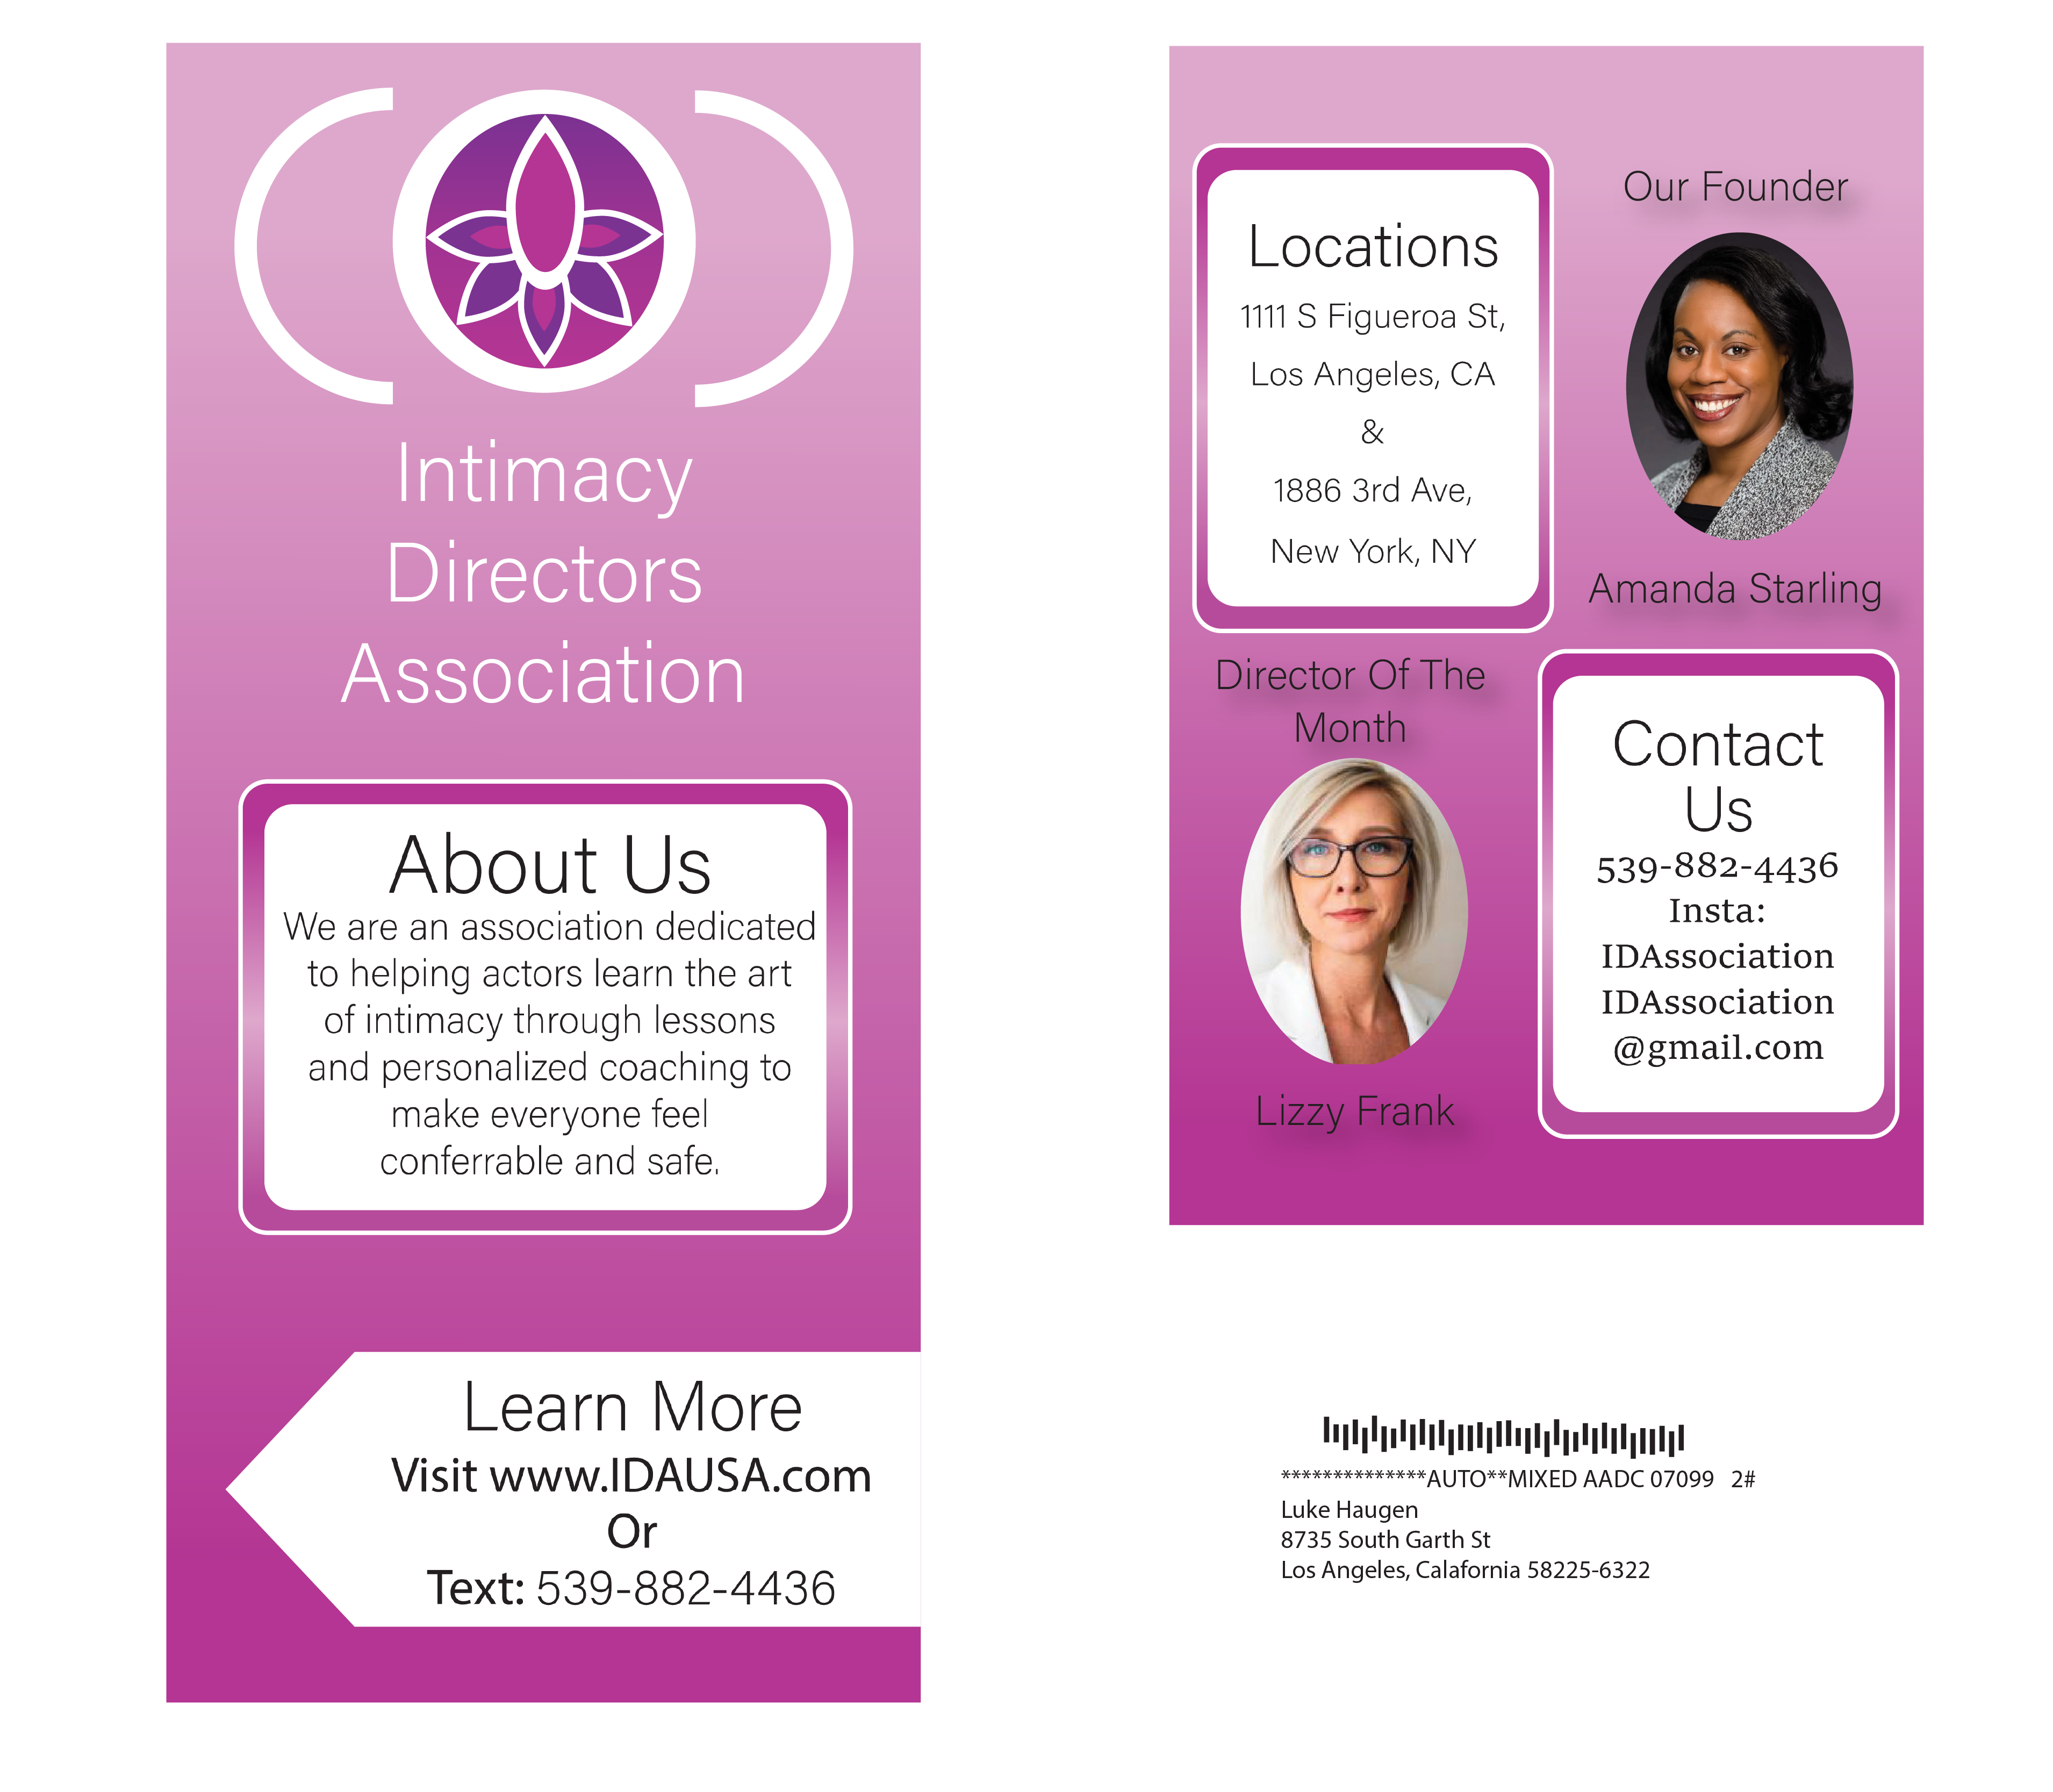 Intimacy
Directors
Association
About Us
We are an association dedicated
to helping actors learn the art
of intimacy through lessons
and personalized coaching to
make everyone feel
conferrable and safe.
Learn More
Visit www.IDAUSA.com
Or
Text: 539-882-4436
Locations
1111 S Figueroa St,
Los Angeles, CA
&
1886 3rd Ave,
New York, NY
Our Founder
Amanda Starling
Director Of The
Month
Lizzy Frank
Contact
Us
539-882-4436
Insta:
IDAssociation
IDAssociation
@gmail.com
**************AUTO**MIXED AADC 07099 2#
Luke Haugen
8735 South Garth St
Los Angeles, Calafornia 58225-6322